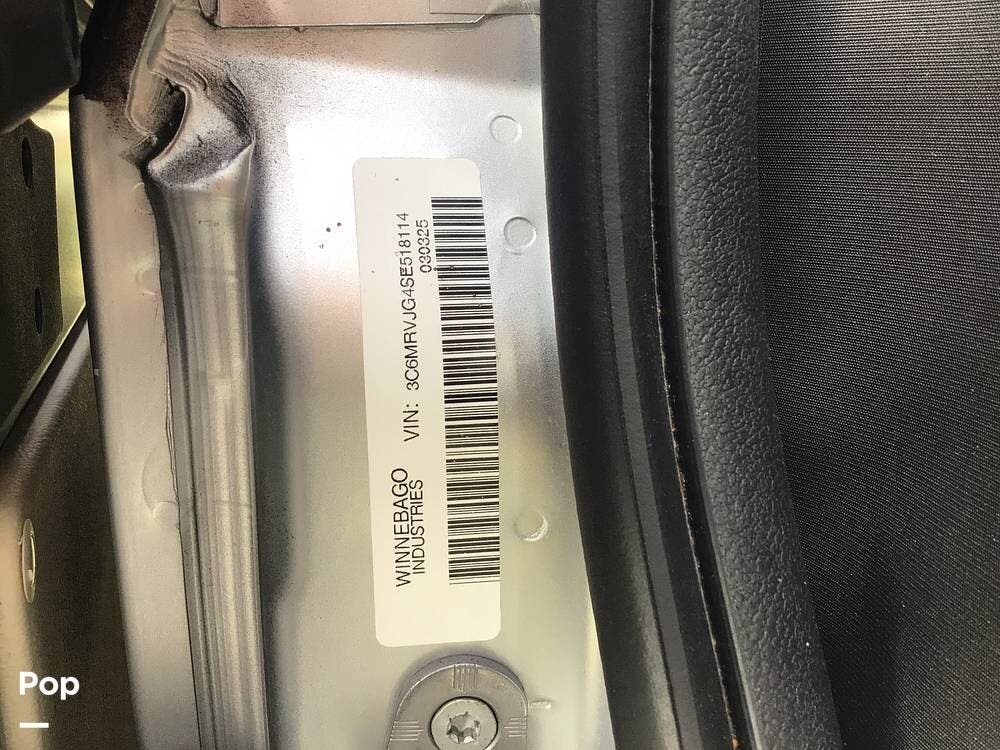 WINNEBAGO
INDUSTRIES
VIN: 3C6MRVJG4SE518114
030325
Pop